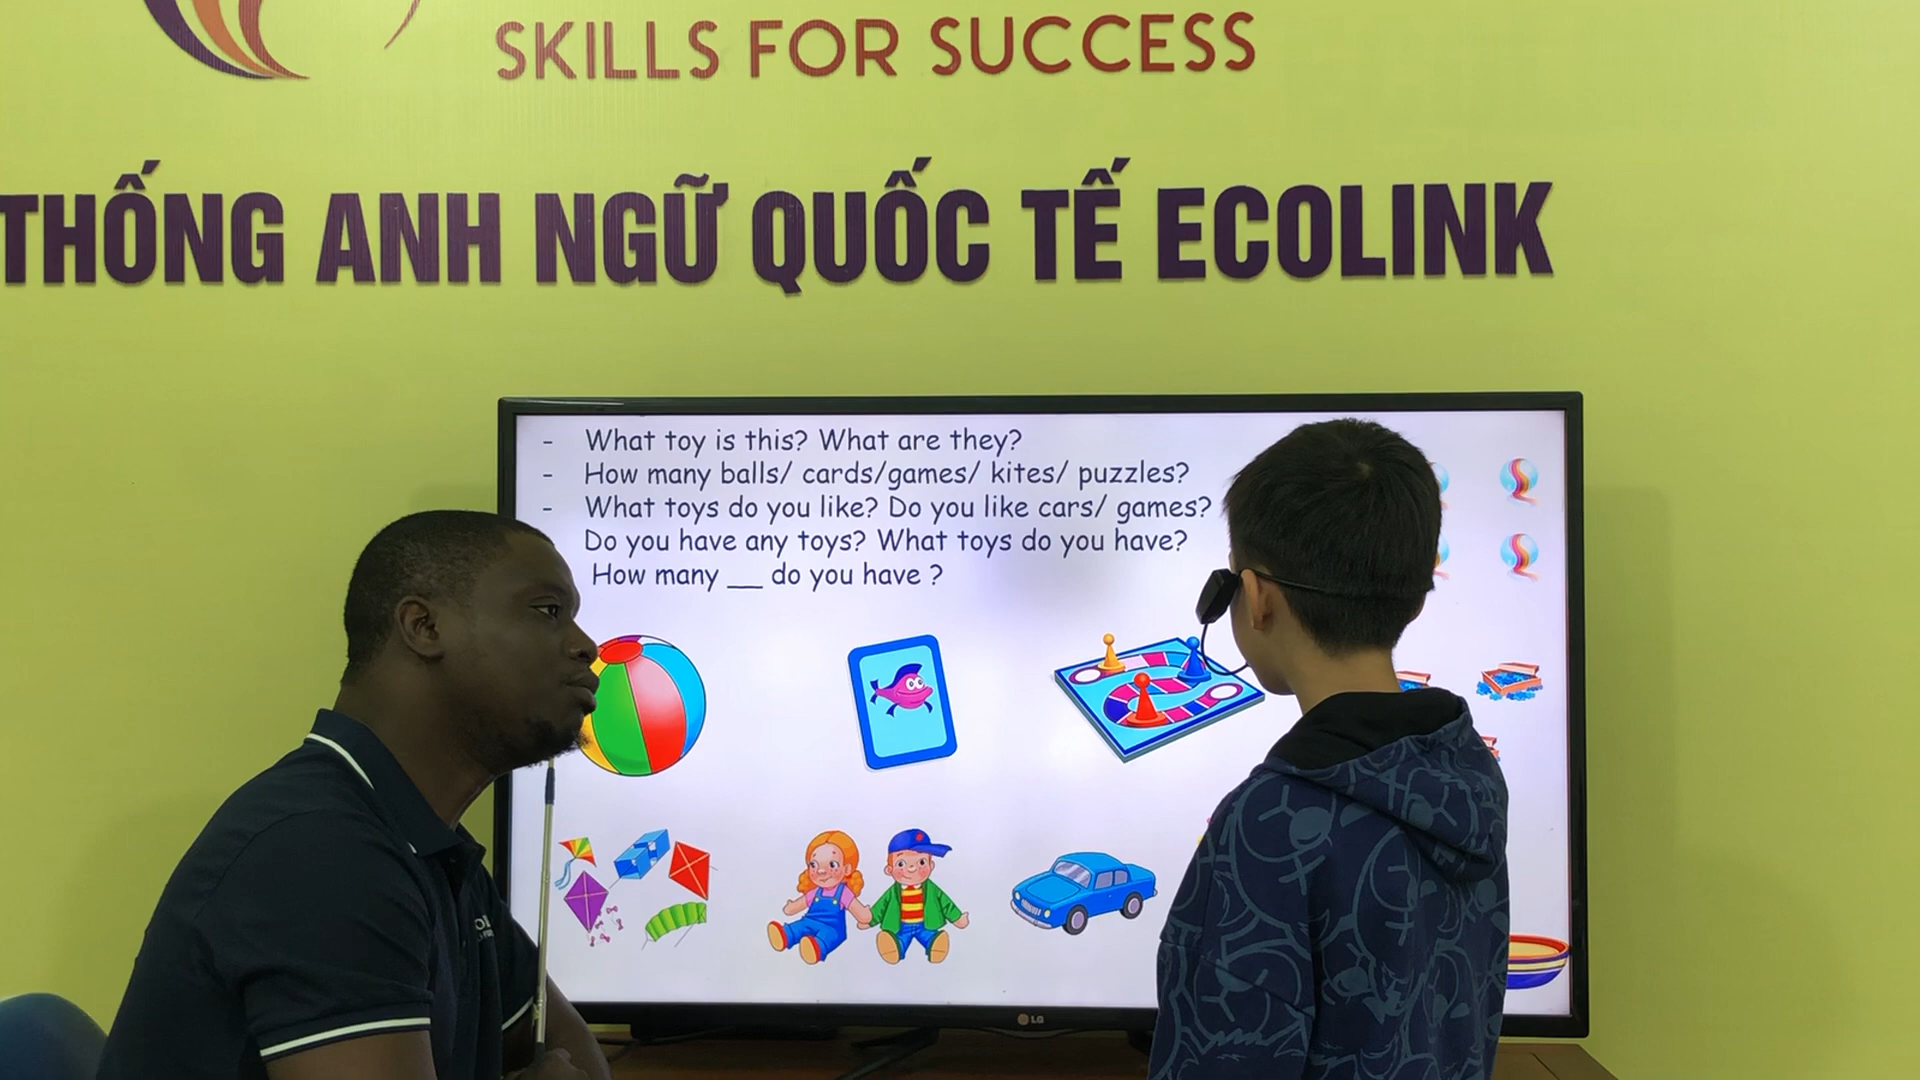 SKILLS FOR SUCCESS
THỐNG ANH NGỮ QUỐC TẾ ECOLINK
- What toy is this? What are they?
- How many balls/ cards/games/ kites/ puzzles?
- What toys do you like? Do you like cars/ games?
Do you have any toys? What toys do you have?
How many ___ do you have ?
LG